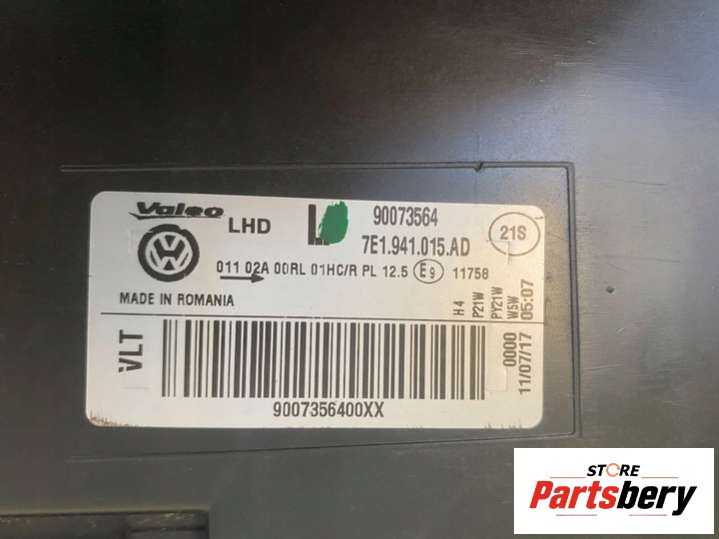 Valeo LHD L 90073564
7E1.941.015.AD 21S
011 02A 00RL 01HC/R PL 12.5 E9 11758
MADE IN ROMANIA
H4
P21W
PY21W
W5W
05:07
VLT
0000
11/07/17
9007356400XX
STORE
Partsbery